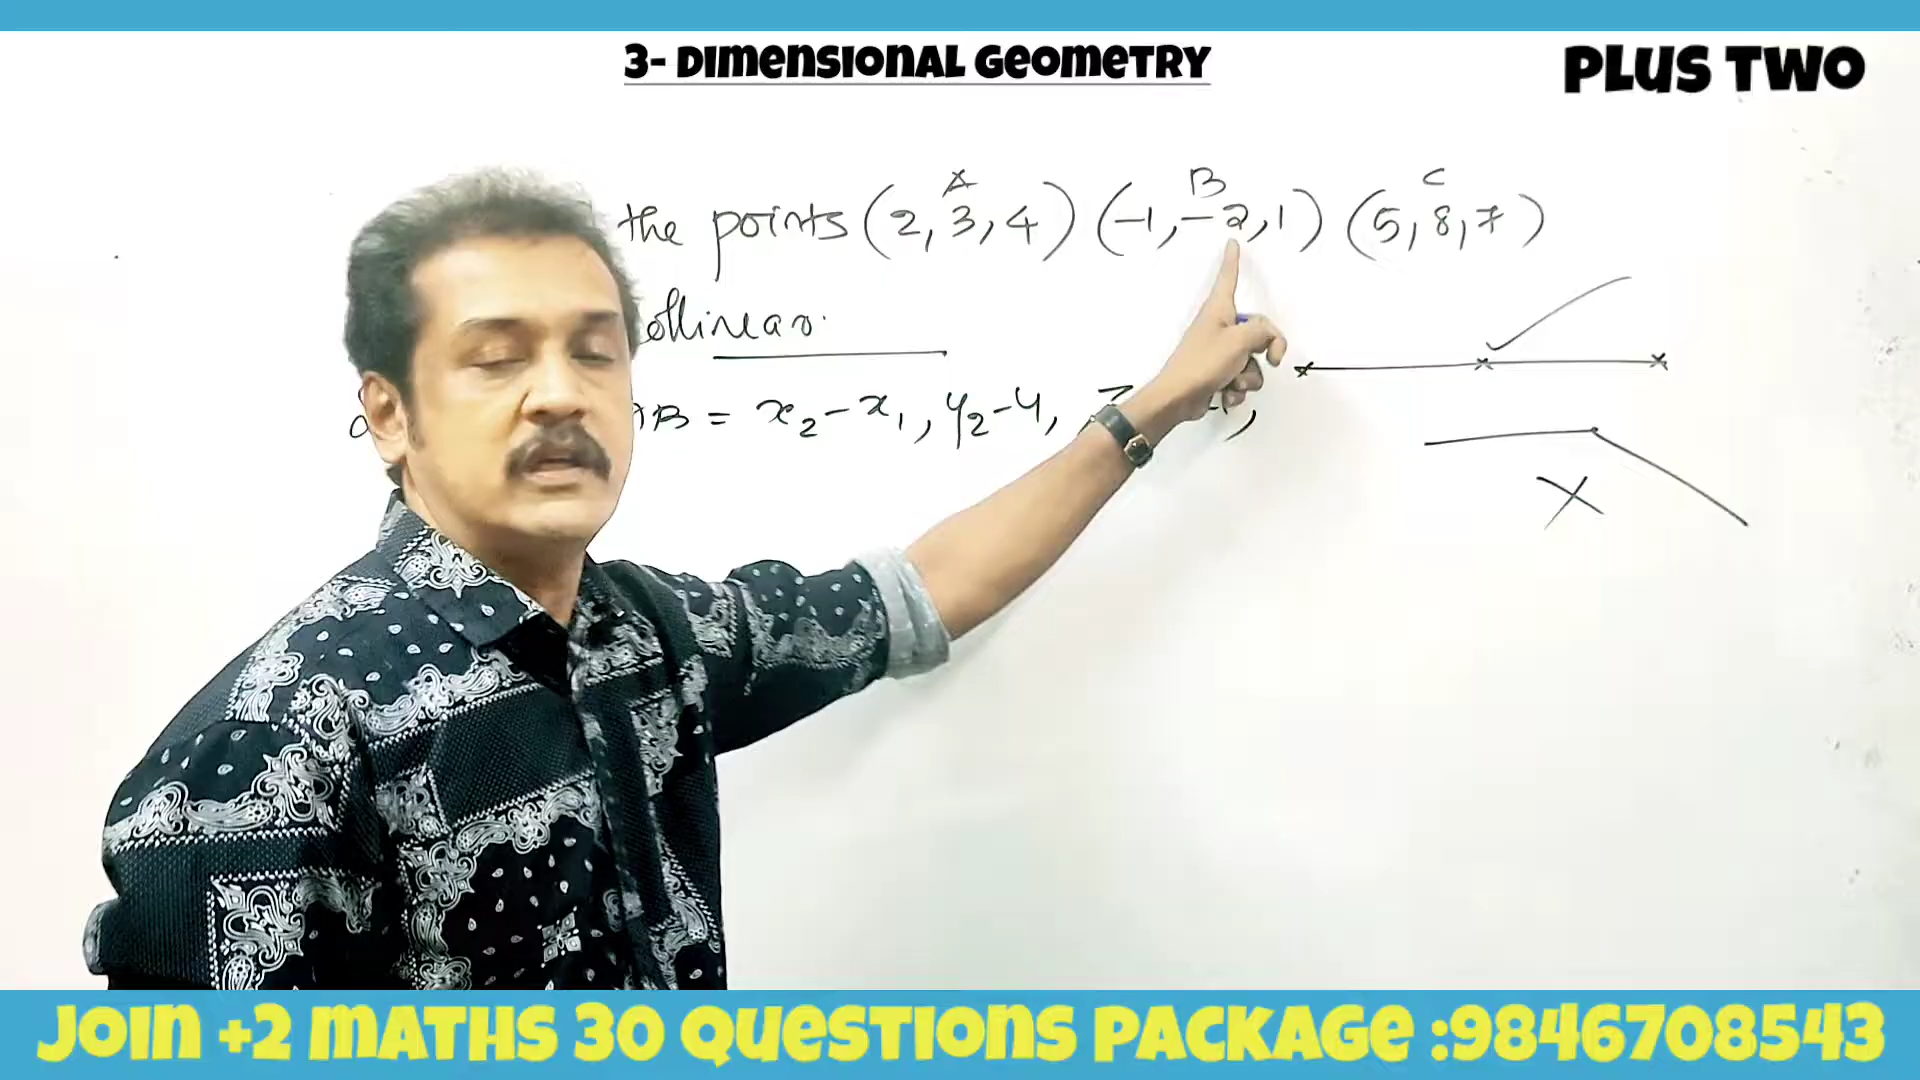 3- DIMENSIONAL GEOMETRY
PLUS TWO
A B C
the points (2, 3, 4) (-1, -2, 1) (5, 8, 7)
ollinear.
AB = x₂-x₁, y₂-y₁
JOIN +2 MATHS 30 QUESTIONS PACKAGE :9846708543